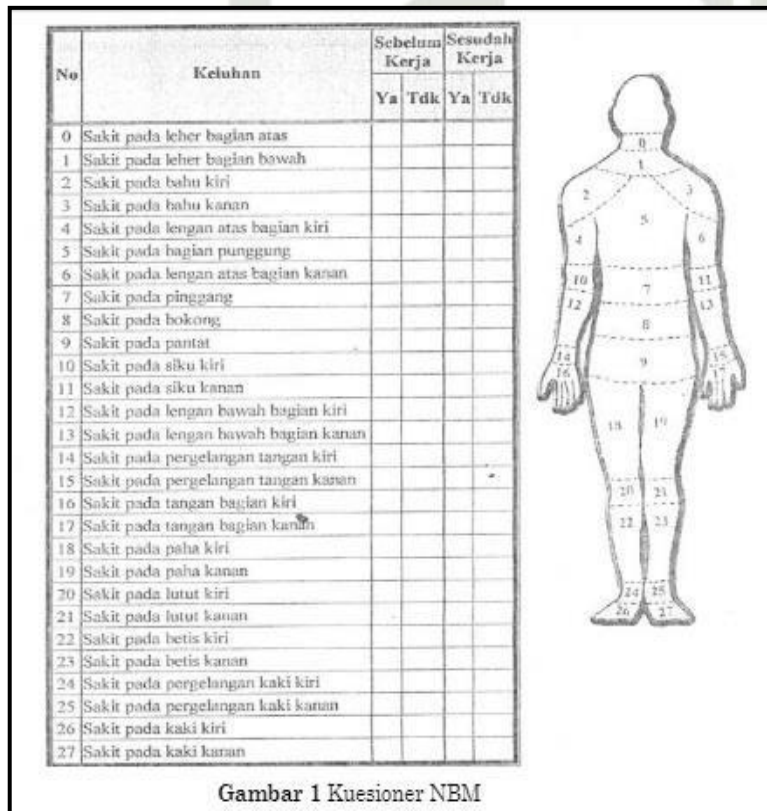 No Keluhan Sebelum Kerja Sesudah Kerja
Ya Tdk Ya Tdk
0 Sakit pada leher bagian atas
1 Sakit pada leher bagian bawah
2 Sakit pada bahu kiri
3 Sakit pada bahu kanan
4 Sakit pada lengan atas bagian kiri
5 Sakit pada bagian punggung
6 Sakit pada lengan atas bagian kanan
7 Sakit pada pinggang
8 Sakit pada bokong
9 Sakit pada pantat
10 Sakit pada siku kiri
11 Sakit pada siku kanan
12 Sakit pada lengan bawah bagian kiri
13 Sakit pada lengan bawah bagian kanan
14 Sakit pada pergelangan tangan kiri
15 Sakit pada pergelangan tangan kanan
16 Sakit pada tangan bagian kiri
17 Sakit pada tangan bagian kanan
18 Sakit pada paha kiri
19 Sakit pada paha kanan
20 Sakit pada lutut kiri
21 Sakit pada lutut kanan
22 Sakit pada betis kiri
23 Sakit pada betis kanan
24 Sakit pada pergelangan kaki kiri
25 Sakit pada pergelangan kaki kanan
26 Sakit pada kaki kiri
27 Sakit pada kaki kanan
0
1
2 3
5
4 6
10 11
7
12 13
8
14 9 15
16 17
18 19
20 21
22 23
24 25
26 27
Gambar 1 Kuesioner NBM